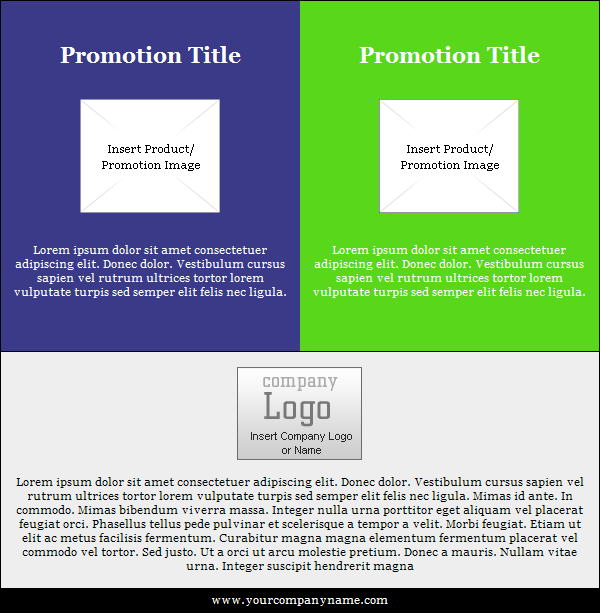 Promotion Title
Insert Product/
Promotion Image
Lorem ipsum dolor sit amet consectetuer
adipiscing elit. Donec dolor. Vestibulum cursus
sapien vel rutrum ultrices tortor lorem
vulputate turpis sed semper elit felis nec ligula.
Promotion Title
Insert Product/
Promotion Image
Lorem ipsum dolor sit amet consectetuer
adipiscing elit. Donec dolor. Vestibulum cursus
sapien vel rutrum ultrices tortor lorem
vulputate turpis sed semper elit felis nec ligula.
company
Logo
Insert Company Logo
or Name
Lorem ipsum dolor sit amet consectetuer adipiscing elit. Donec dolor. Vestibulum cursus sapien vel
rutrum ultrices tortor lorem vulputate turpis sed semper elit felis nec ligula. Mimas id ante. In
commodo. Mimas bibendum viverra massa. Integer nulla urna porttitor eget aliquam vel placerat
feugiat orci. Phasellus tellus pede pulvinar et scelerisque a tempor a velit. Morbi feugiat. Etiam ut
elit ac metus facilisis fermentum. Curabitur magna magna elementum fermentum placerat vel
commodo vel tortor. Sed justo. Ut a orci ut arcu molestie pretium. Donec a mauris. Nullam vitae
urna. Integer suscipit hendrerit magna
www.yourcompanyname.com